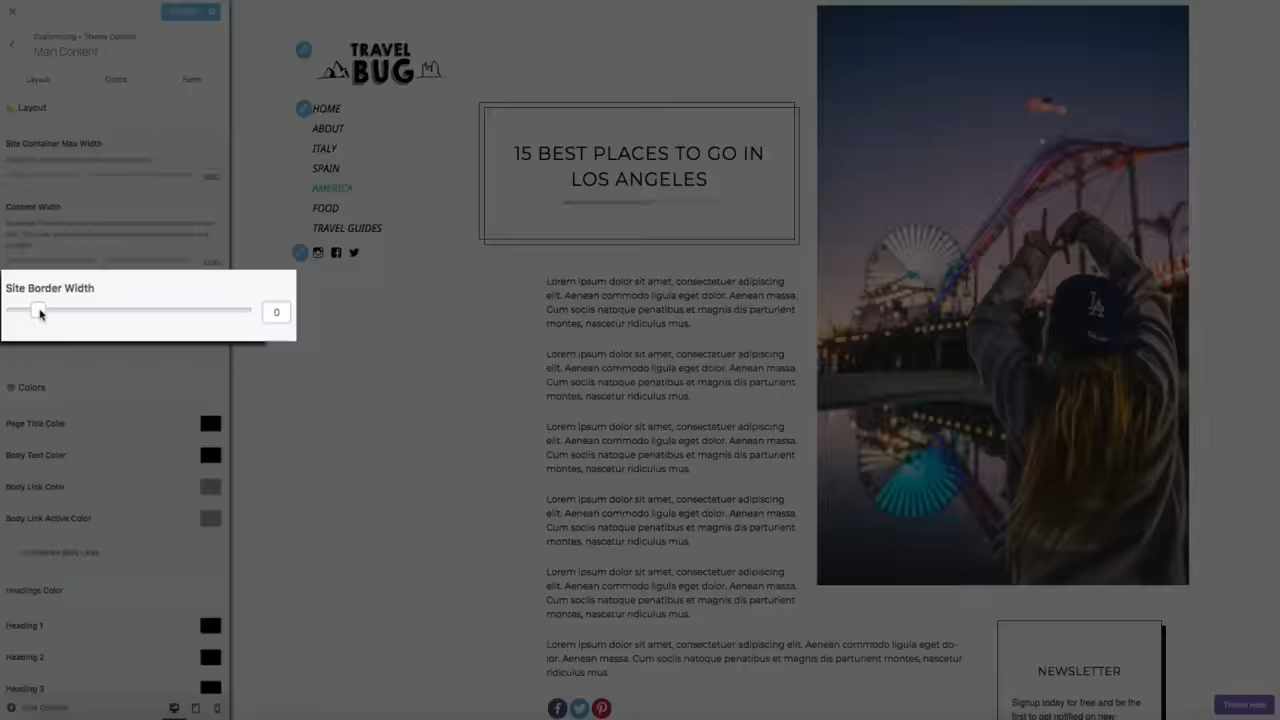 Customizing • Theme Content
Main Content
Layout
Colors
Fonts
Layout
Site Container Max Width
Content Width
Site Border Width
0
Colors
Page Title Color
Body Text Color
Body Link Color
Body Link Active Color
Headings Color
Heading 1
Heading 2
Heading 3
TRAVEL
BUG
HOME
ABOUT
ITALY
SPAIN
AMERICA
FOOD
TRAVEL GUIDES
15 BEST PLACES TO GO IN
LOS ANGELES
Lorem ipsum dolor sit amet, consectetuer adipiscing
elit. Aenean commodo ligula eget dolor. Aenean massa.
Cum sociis natoque penatibus et magnis dis parturient
montes, nascetur ridiculus mus.
Lorem ipsum dolor sit amet, consectetuer adipiscing
elit. Aenean commodo ligula eget dolor. Aenean massa.
Cum sociis natoque penatibus et magnis dis parturient
montes, nascetur ridiculus mus.
Lorem ipsum dolor sit amet, consectetuer adipiscing
elit. Aenean commodo ligula eget dolor. Aenean massa.
Cum sociis natoque penatibus et magnis dis parturient
montes, nascetur ridiculus mus.
Lorem ipsum dolor sit amet, consectetuer adipiscing
elit. Aenean commodo ligula eget dolor. Aenean massa.
Cum sociis natoque penatibus et magnis dis parturient
montes, nascetur ridiculus mus.
Lorem ipsum dolor sit amet, consectetuer adipiscing
elit. Aenean commodo ligula eget dolor. Aenean massa.
Cum sociis natoque penatibus et magnis dis parturient
montes, nascetur ridiculus mus.
Lorem ipsum dolor sit amet, consectetuer adipiscing elit. Aenean commodo ligula eget do-
lor. Aenean massa. Cum sociis natoque penatibus et magnis dis parturient montes, nascetur
ridiculus mus.
LA
NEWSLETTER
Signup today for free and be the
first to get notified on new